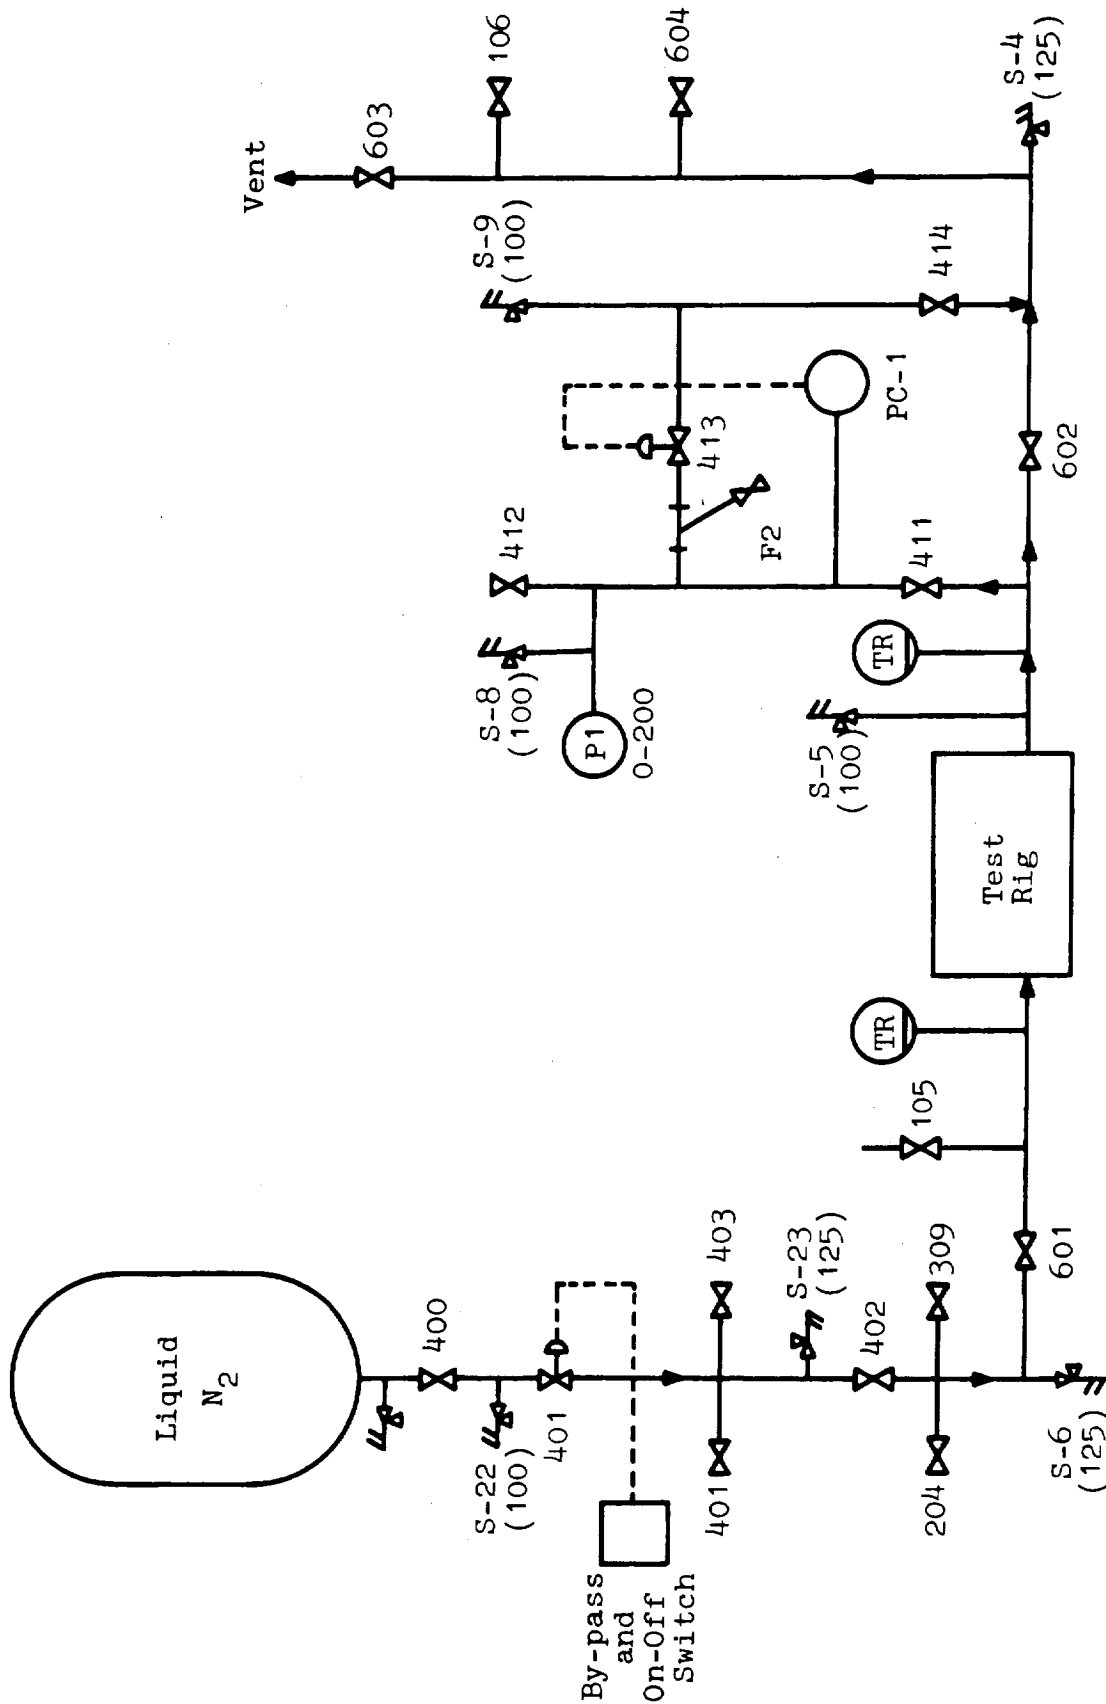 Liquid
N2
400
S-22
(100)
401
By-pass
and
On-Off
Switch
401
403
S-23
(125)
402
204
309
S-6
(125)
601
105
TR
Test
Rig
S-5
(100)
TR
P1
0-200
S-8
(100)
412
411
F2
413
PC-1
602
S-9
(100)
414
Vent
603
106
604
S-4
(125)